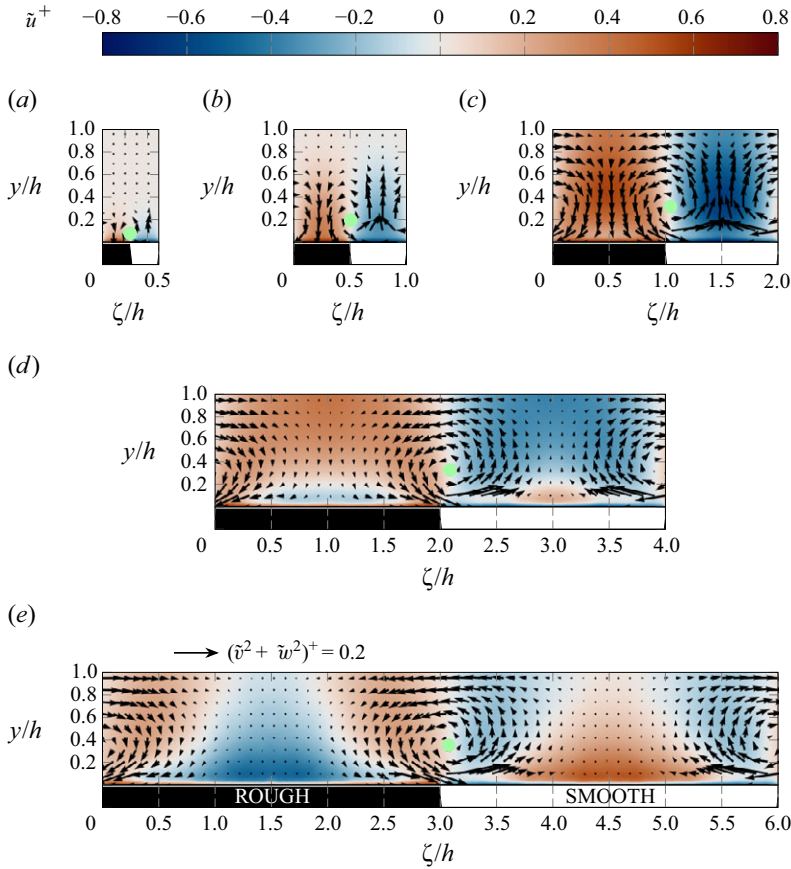 ũ⁺ −0.8 −0.6 −0.4 −0.2 0 0.2 0.4 0.6 0.8
(a) (b) (c)
y/h 1.0 0.8 0.6 0.4 0.2
0 0.5
ζ/h
y/h 1.0 0.8 0.6 0.4 0.2
0 0.5 1.0
ζ/h
y/h 1.0 0.8 0.6 0.4 0.2
0 0.5 1.0 1.5 2.0
ζ/h
(d)
y/h 1.0 0.8 0.6 0.4 0.2
0 0.5 1.0 1.5 2.0 2.5 3.0 3.5 4.0
ζ/h
(e)
(ṽ² + w̃²)⁺ = 0.2
y/h 1.0 0.8 0.6 0.4 0.2
ROUGH SMOOTH
0 0.5 1.0 1.5 2.0 2.5 3.0 3.5 4.0 4.5 5.0 5.5 6.0
ζ/h